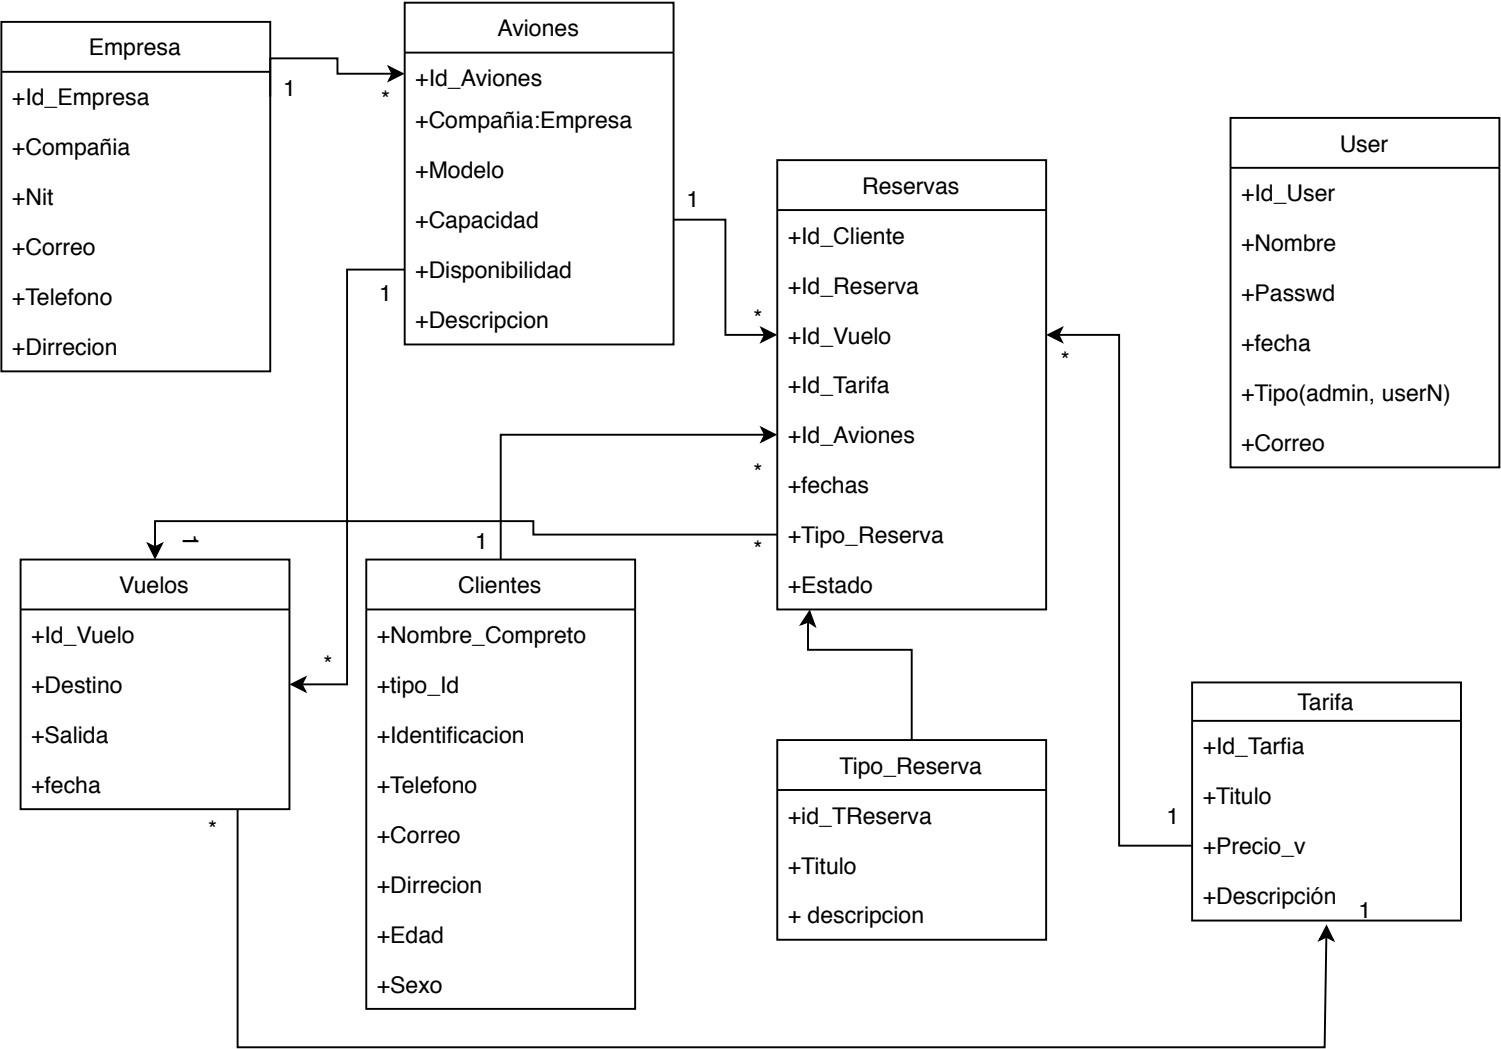 Empresa
+Id_Empresa
+Compañia
+Nit
+Correo
+Telefono
+Dirrecion
1
*
Aviones
+Id_Aviones
+Compañia:Empresa
+Modelo
+Capacidad
+Disponibilidad
+Descripcion
1
1
*
Reservas
+Id_Cliente
+Id_Reserva
+Id_Vuelo
+Id_Tarifa
+Id_Aviones
+fechas
+Tipo_Reserva
+Estado
*
*
*
User
+Id_User
+Nombre
+Passwd
+fecha
+Tipo(admin, userN)
+Correo
1
Vuelos
+Id_Vuelo
+Destino
+Salida
+fecha
*
*
1
Clientes
+Nombre_Compreto
+tipo_Id
+Identificacion
+Telefono
+Correo
+Dirrecion
+Edad
+Sexo
Tipo_Reserva
+id_TReserva
+Titulo
+ descripcion
1
Tarifa
+Id_Tarfia
+Titulo
+Precio_v
+Descripción
1